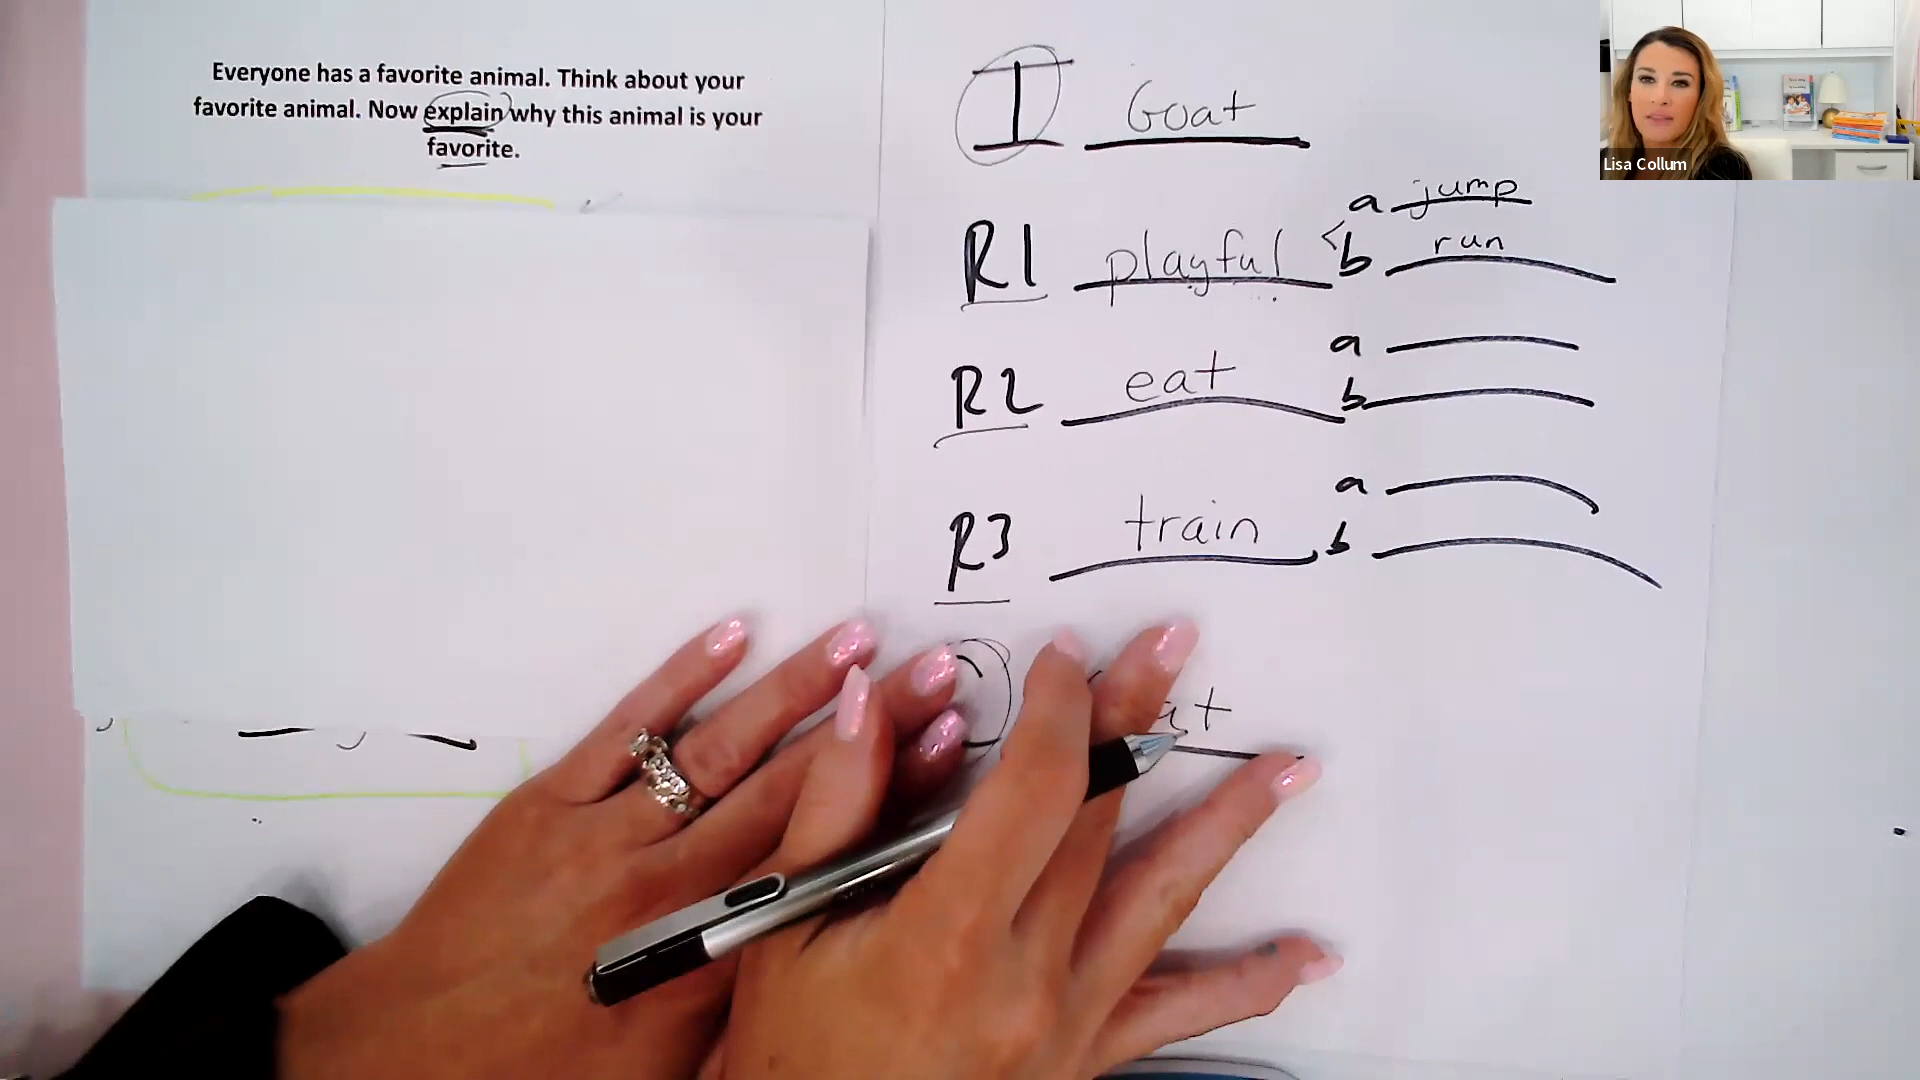 Everyone has a favorite animal. Think about your
favorite animal. Now explain why this animal is your
favorite.
I Goat
R1 playful
a jump
b run
R2 eat
a
b
R3 train
a
b
at
Lisa Collum